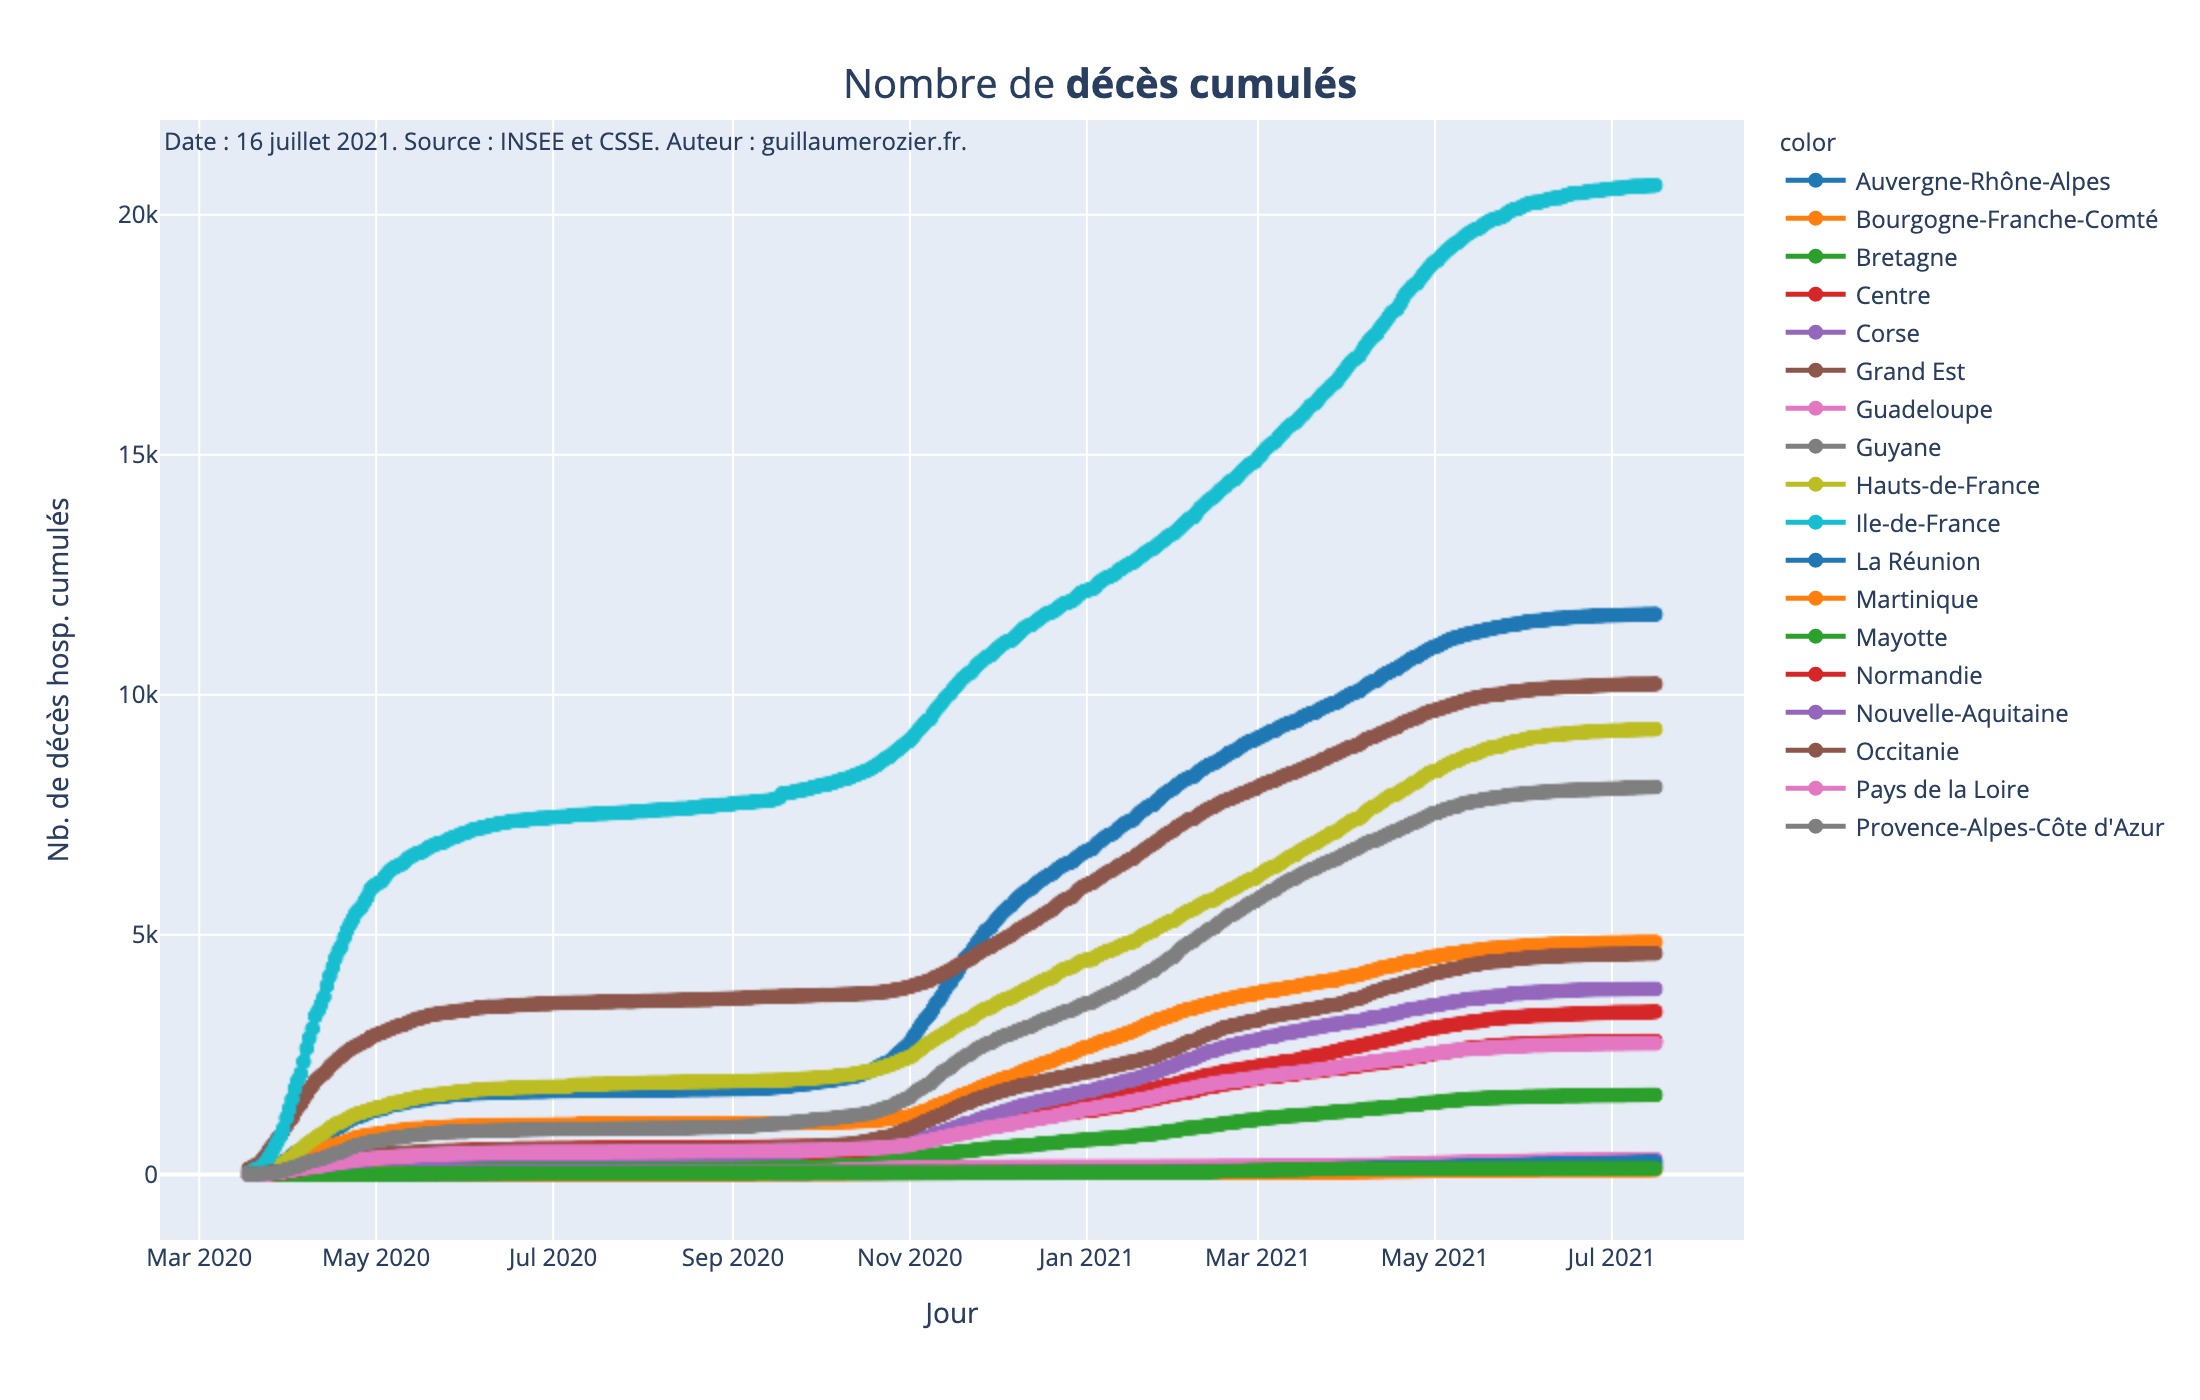 Nombre de décès cumulés
Date : 16 juillet 2021. Source : INSEE et CSSE. Auteur : guillaumerozier.fr.
Nb. de décès hosp. cumulés
20k
15k
10k
5k
0
Mar 2020 May 2020 Jul 2020 Sep 2020 Nov 2020 Jan 2021 Mar 2021 May 2021 Jul 2021
Jour
color
Auvergne-Rhône-Alpes
Bourgogne-Franche-Comté
Bretagne
Centre
Corse
Grand Est
Guadeloupe
Guyane
Hauts-de-France
Ile-de-France
La Réunion
Martinique
Mayotte
Normandie
Nouvelle-Aquitaine
Occitanie
Pays de la Loire
Provence-Alpes-Côte d'Azur